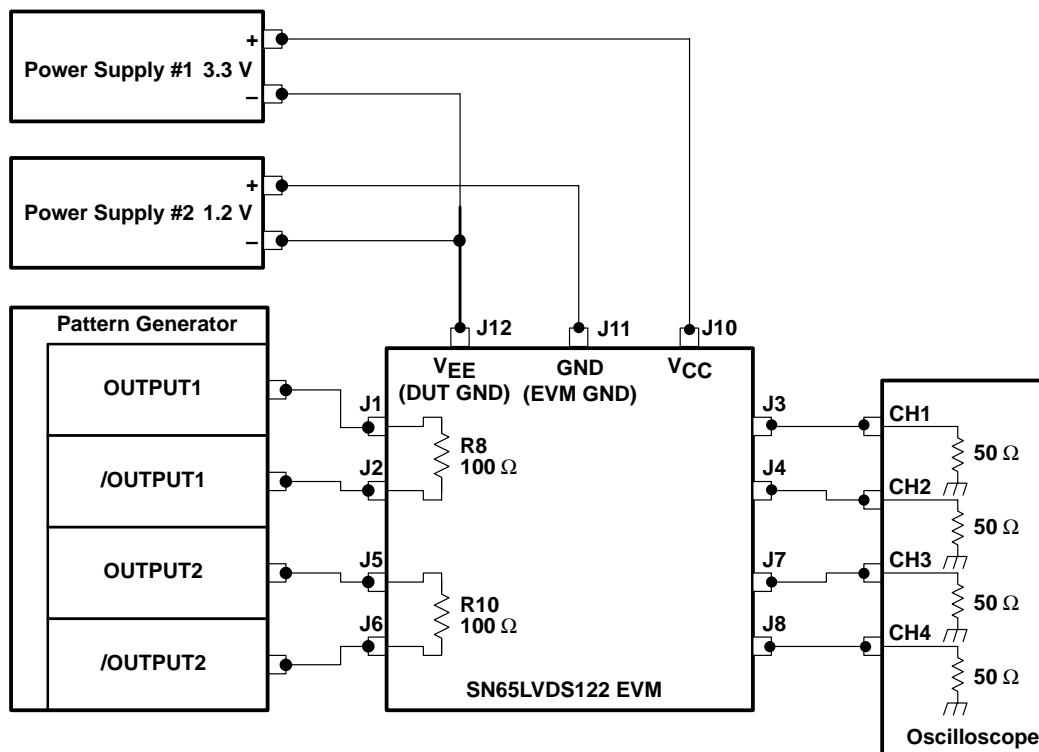 +
Power Supply #1 3.3 V
–
+
Power Supply #2 1.2 V
–
Pattern Generator
OUTPUT1
/OUTPUT1
OUTPUT2
/OUTPUT2
J12
J11
J10
VEE
(DUT GND)
GND
(EVM GND)
VCC
J1
J2
R8
100 Ω
J5
J6
R10
100 Ω
J3
J4
J7
J8
SN65LVDS122 EVM
CH1
50 Ω
CH2
50 Ω
CH3
50 Ω
CH4
50 Ω
Oscilloscope